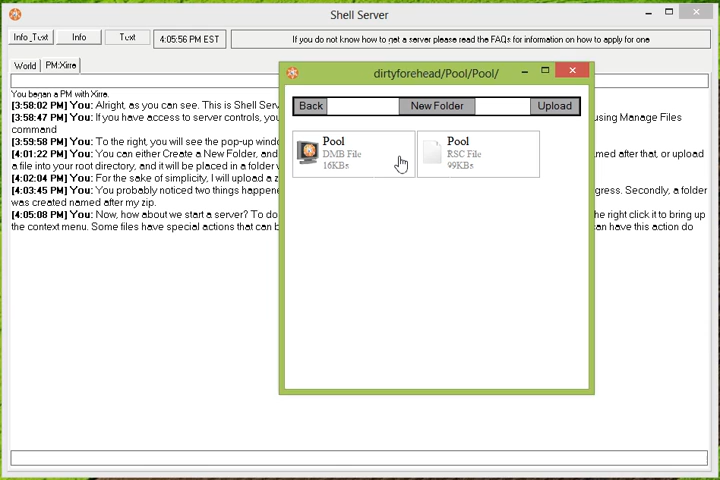 Shell Server
Info_Text
Info
Text
4:05:56 PM EST
If you do not know how to get a server please read the FAQs for information on how to apply for one
World
PM:Xirre
You began a PM with Xirre.
[3:58:02 PM] You: Alright, as you can see. This is Shell Serv
[3:58:47 PM] You: If you have access to server controls, you
using Manage Files
command
[3:59:58 PM] You: To the right, you will see the pop-up windo
[4:01:22 PM] You: You can either Create a New Folder, and
med after that, or upload
a file into your root directory, and it will be placed in a folder
[4:02:04 PM] You: For the sake of simplicity, I will upload a z
[4:03:45 PM] You: You probably noticed two things happene
gress. Secondly, a folder
was created named after my zip.
[4:05:08 PM] You: Now, how about we start a server? To do
the right click it to bring up
the context menu. Some files have special actions that can b
can have this action do
dirtyforehead/Pool/Pool/
Back
New Folder
Upload
Pool
DMB File
16KBs
Pool
RSC File
99KBs